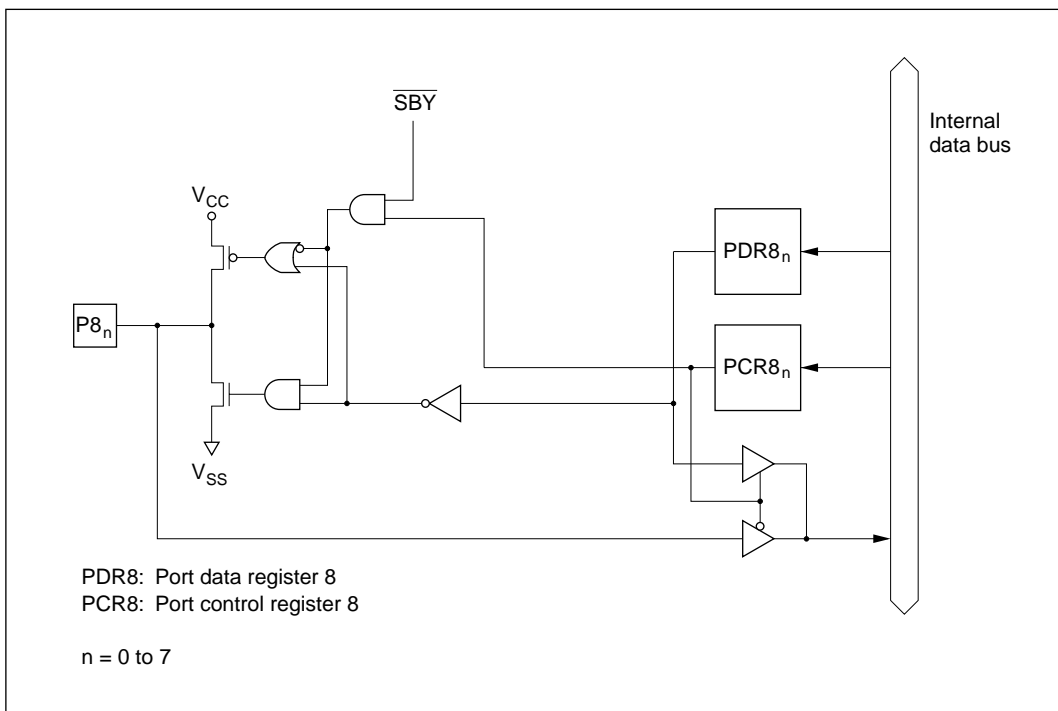 SBY
Internal
data bus
VCC
PDR8n
P8n
PCR8n
VSS
PDR8: Port data register 8
PCR8: Port control register 8
n = 0 to 7